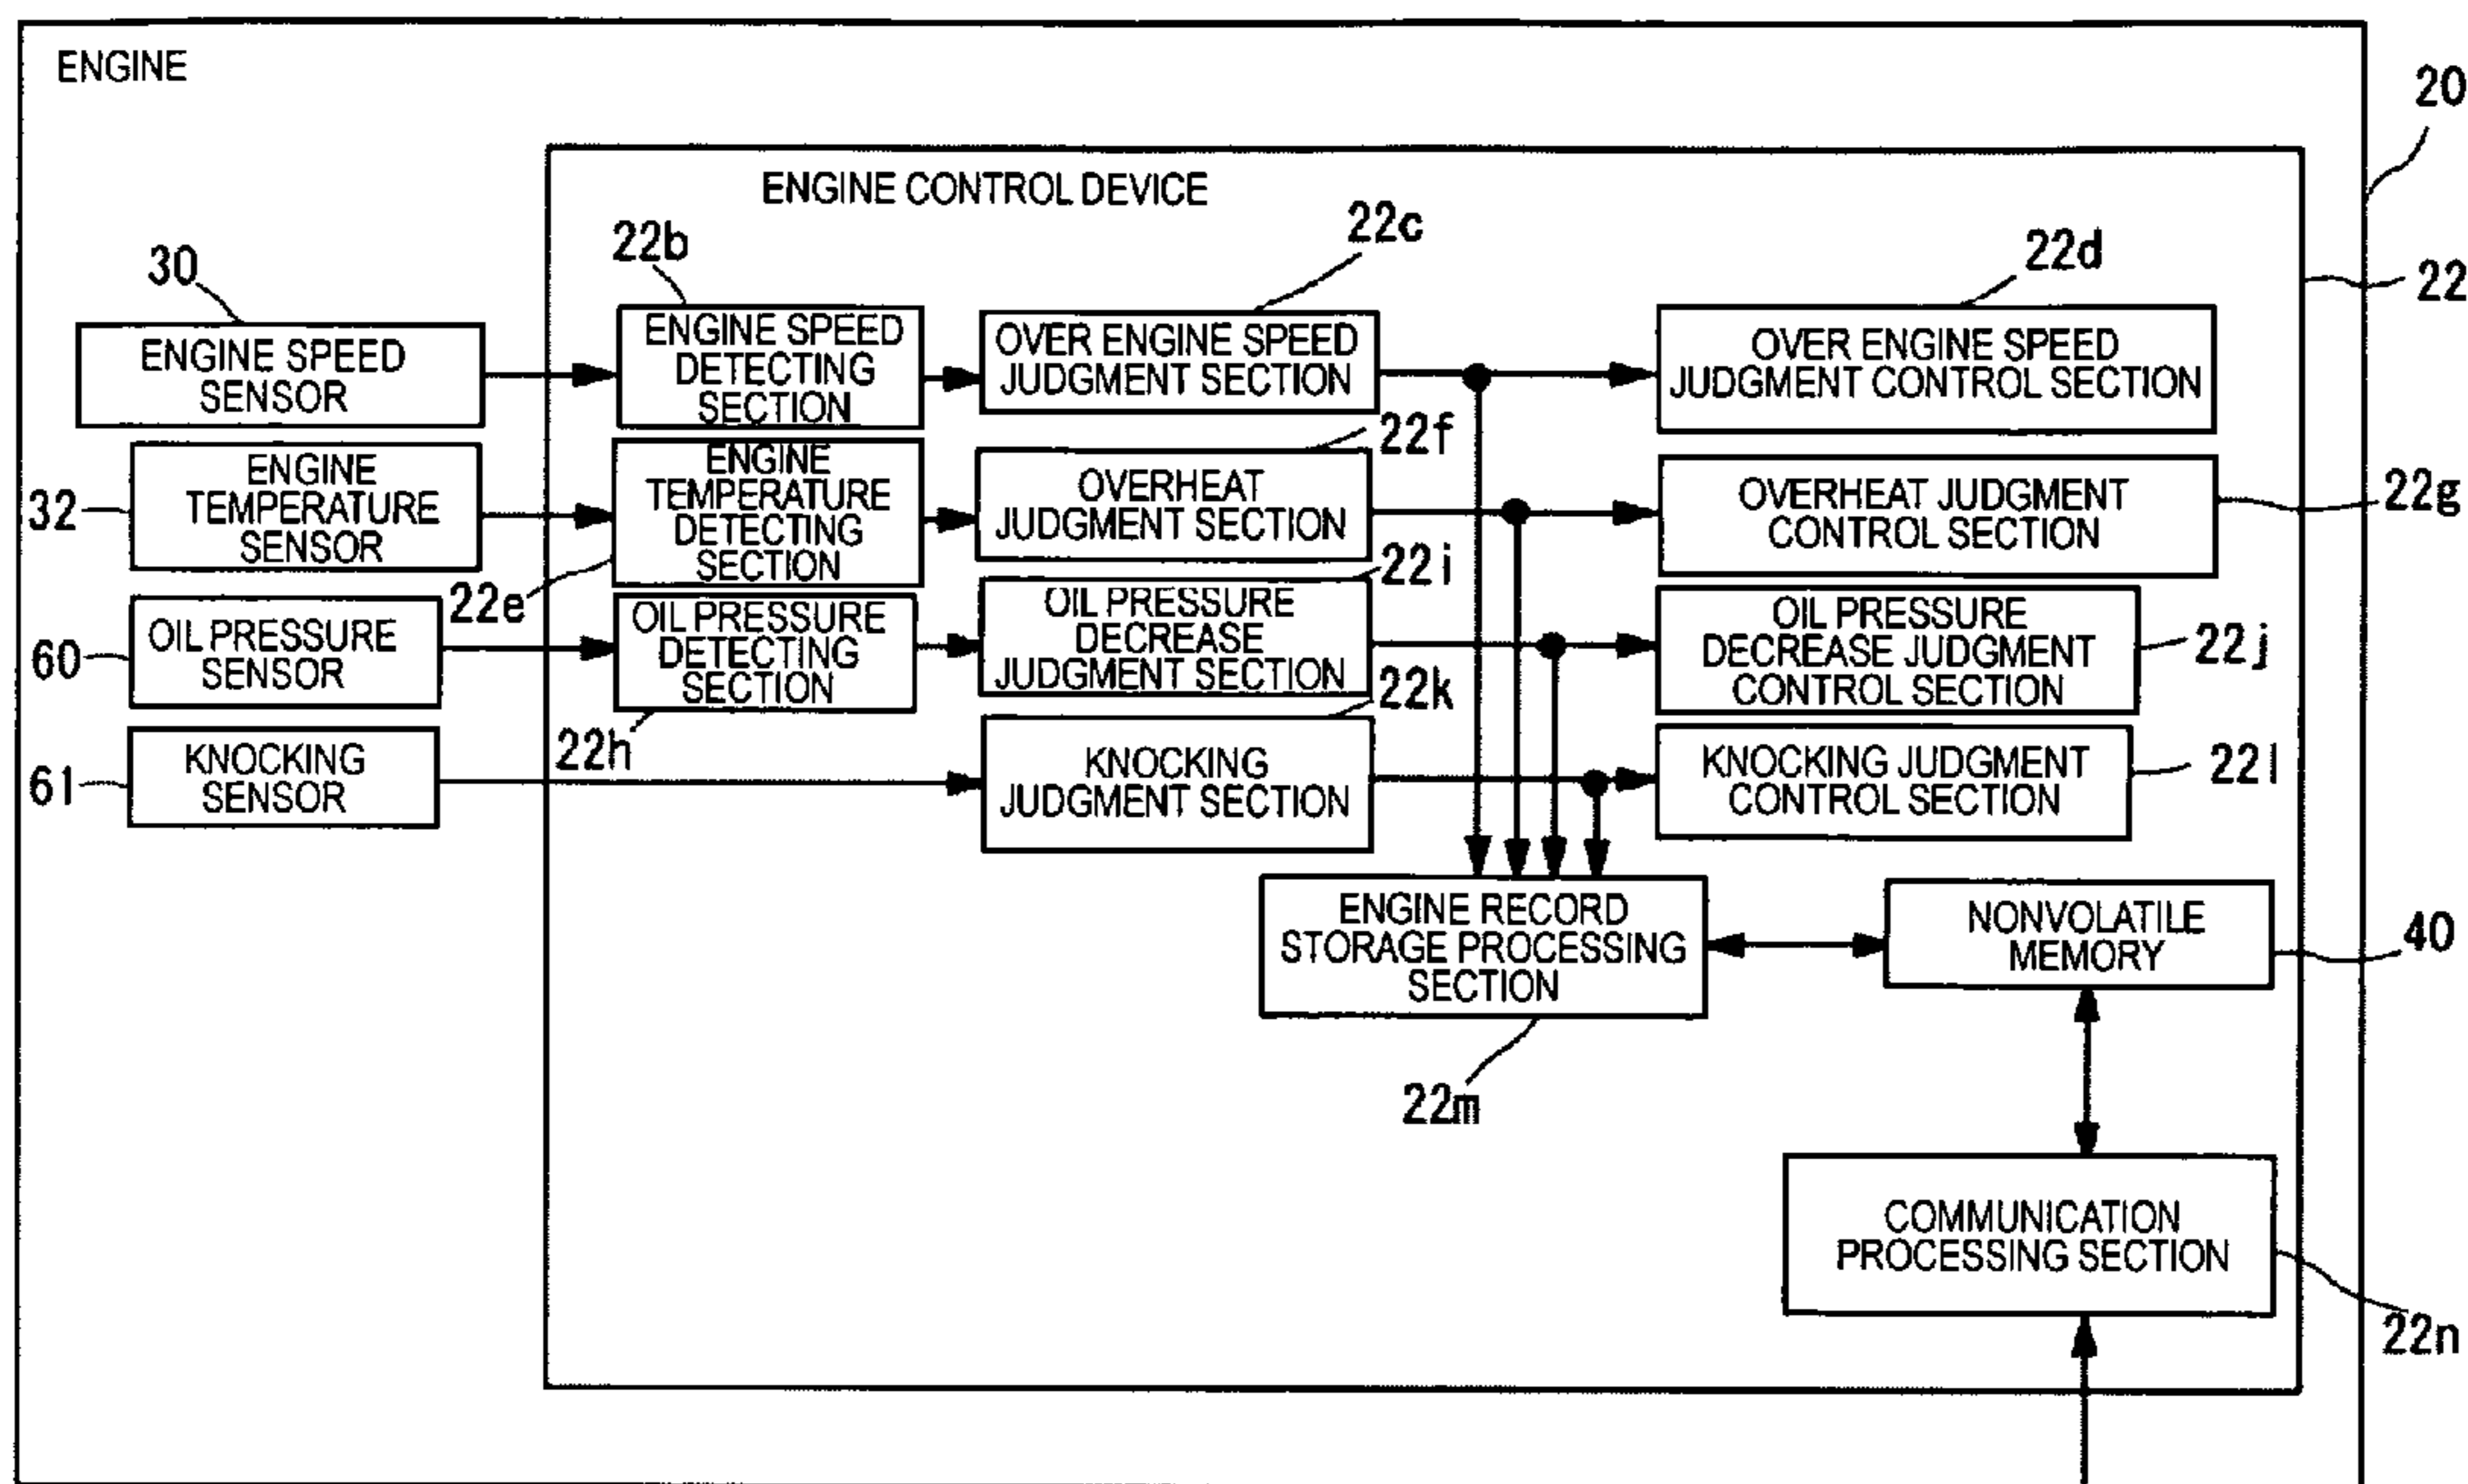 ENGINE
20
ENGINE CONTROL DEVICE
22
30
ENGINE SPEED
SENSOR
22b
ENGINE SPEED
DETECTING
SECTION
22c
OVER ENGINE SPEED
JUDGMENT SECTION
22d
OVER ENGINE SPEED
JUDGMENT CONTROL SECTION
32
ENGINE
TEMPERATURE
SENSOR
22e
ENGINE
TEMPERATURE
DETECTING
SECTION
22f
OVERHEAT
JUDGMENT SECTION
22g
OVERHEAT JUDGMENT
CONTROL SECTION
60
OIL PRESSURE
SENSOR
22h
OIL PRESSURE
DETECTING
SECTION
22i
OIL PRESSURE
DECREASE
JUDGMENT SECTION
22j
OIL PRESSURE
DECREASE JUDGMENT
CONTROL SECTION
61
KNOCKING
SENSOR
22k
KNOCKING
JUDGMENT SECTION
22l
KNOCKING JUDGMENT
CONTROL SECTION
ENGINE RECORD
STORAGE PROCESSING
SECTION
22m
NONVOLATILE
MEMORY
40
COMMUNICATION
PROCESSING SECTION
22n